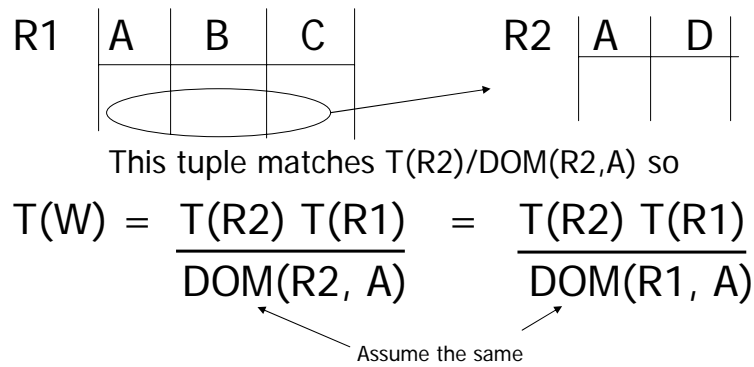 R1 A B C R2 A D
This tuple matches T(R2)/DOM(R2,A) so
T(W) = T(R2) T(R1) = T(R2) T(R1)
DOM(R2, A) DOM(R1, A)
Assume the same